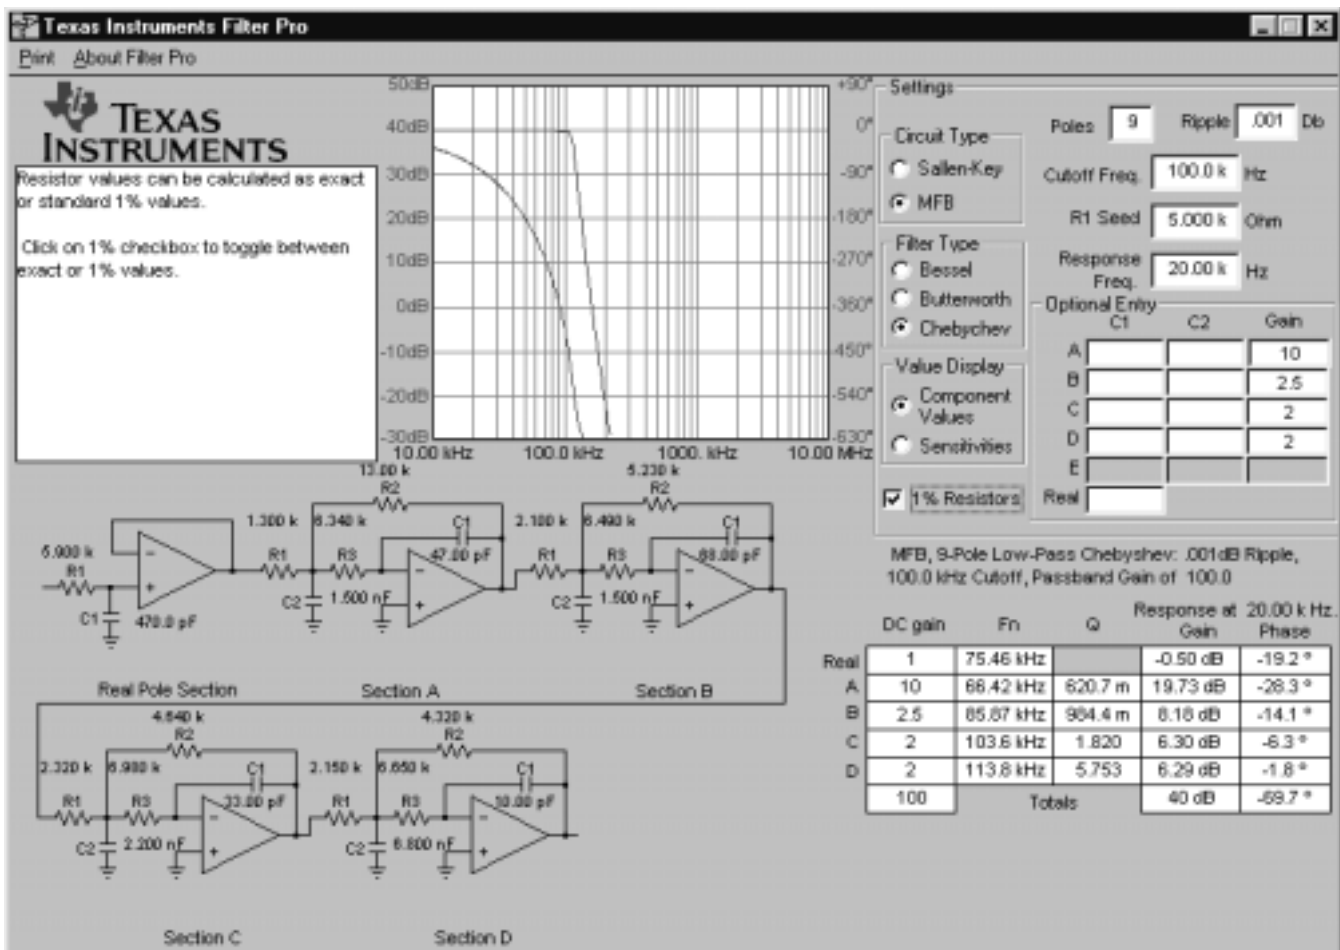 Texas Instruments Filter Pro
Print About Filter Pro
TEXAS
INSTRUMENTS
Resistor values can be calculated as exact
or standard 1% values.
Click on 1% checkbox to toggle between
exact or 1% values.
50dB
40dB
30dB
20dB
10dB
0dB
-10dB
-20dB
-30dB
+90°
0°
-90°
-180°
-270°
-360°
-450°
-540°
-630°
10.00 kHz 100.0 kHz 1000. kHz 10.00 MHz
Settings
Circuit Type
Sallen-Key
MFB
Filter Type
Bessel
Butterworth
Chebychev
Value Display
Component
Values
Sensitivities
1% Resistors
Poles 9 Ripple .001 Db
Cutoff Freq. 100.0 k Hz
R1 Seed 5.000 k Ohm
Response
Freq. 20.00 k Hz
Optional Entry
C1 C2 Gain
A 10
B 2.5
C 2
D 2
E
Real
MFB, 9-Pole Low-Pass Chebyshev: .001dB Ripple,
100.0 kHz Cutoff, Passband Gain of 100.0
DC gain Fn Q Response at 20.00 k Hz.
Gain Phase
Real 1 75.46 kHz -0.50 dB -19.2 °
A 10 66.42 kHz 620.7 m 19.73 dB -28.3 °
B 2.5 85.87 kHz 984.4 m 8.18 dB -14.1 °
C 2 103.6 kHz 1.820 6.30 dB -6.3 °
D 2 113.8 kHz 5.753 6.29 dB -1.8 °
100 Totals 40 dB -69.7 °
13.00 k 5.230 k
R2 R2
1.300 k 6.340 k C1 2.100 k 6.490 k C1
5.900 k R1 R3 47.00 pF R1 R3 68.00 pF
R1
C2 1.500 nF C2 1.500 nF
C1 470.0 pF
Real Pole Section Section A Section B
4.640 k 4.320 k
R2 R2
2.320 k 6.980 k C1 2.150 k 6.650 k C1
R1 R3 33.00 pF R1 R3 10.00 pF
C2 2.200 nF C2 6.800 nF
Section C Section D